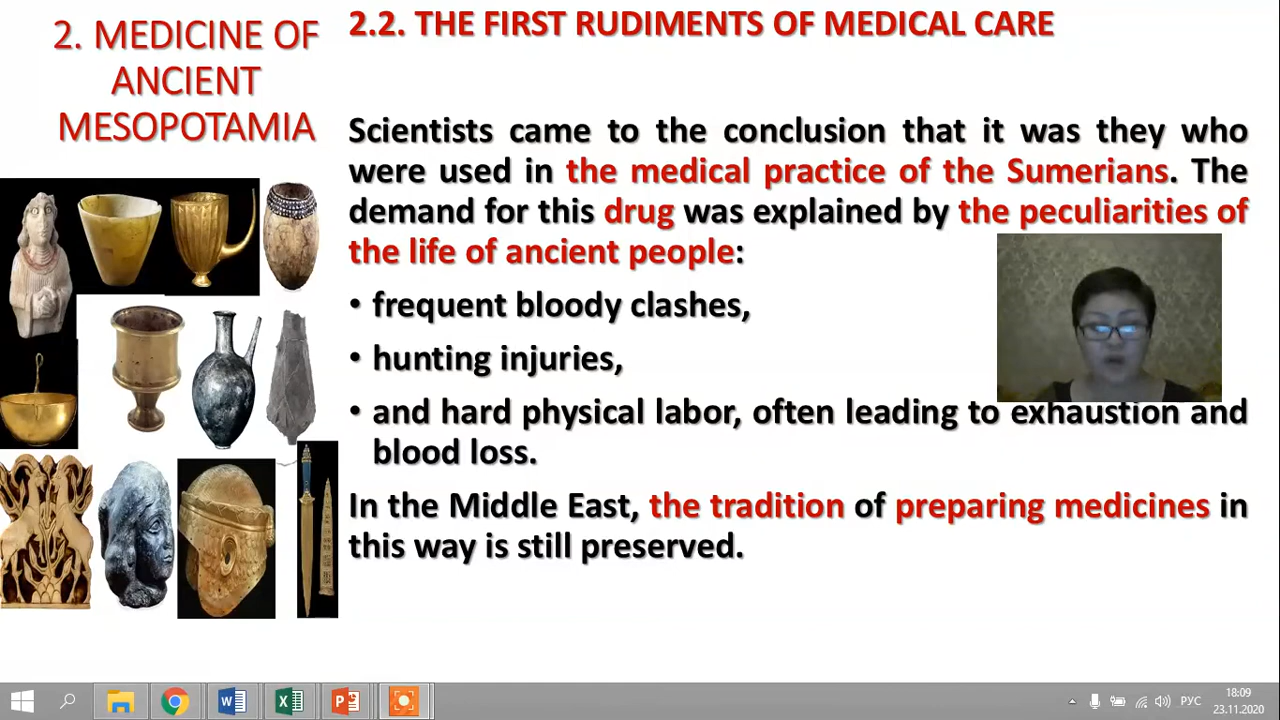 2. MEDICINE OF
ANCIENT
MESOPOTAMIA
2.2. THE FIRST RUDIMENTS OF MEDICAL CARE
Scientists came to the conclusion that it was they who
were used in the medical practice of the Sumerians. The
demand for this drug was explained by the peculiarities of
the life of ancient people:
• frequent bloody clashes,
• hunting injuries,
• and hard physical labor, often leading to exhaustion and
blood loss.
In the Middle East, the tradition of preparing medicines in
this way is still preserved.
РУС
18:09
23.11.2020